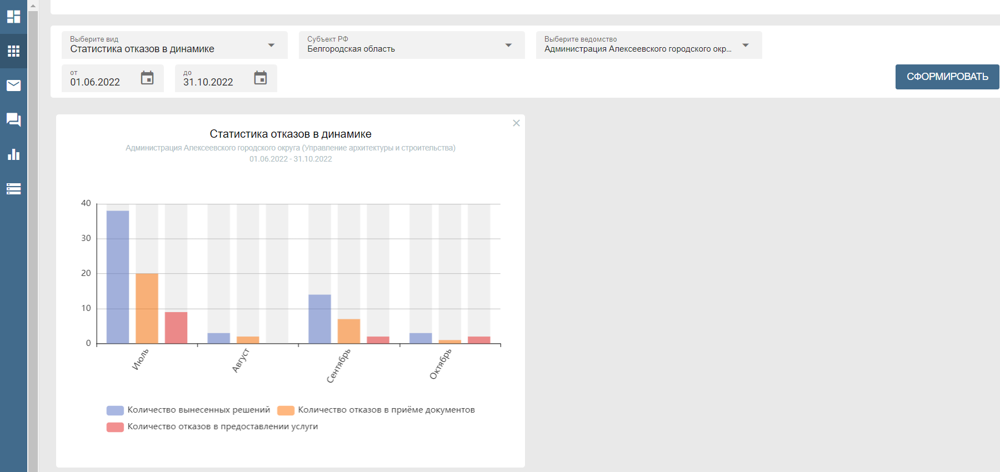 Выберите вид
Статистика отказов в динамике
Субъект РФ
Белгородская область
Выберите ведомство
Администрация Алексеевского городского окр...
от
01.06.2022
до
31.10.2022
СФОРМИРОВАТЬ
Статистика отказов в динамике
Администрация Алексеевского городского округа (Управление архитектуры и строительства)
01.06.2022 - 31.10.2022
40
30
20
10
0
Июль
Август
Сентябрь
Октябрь
Количество вынесенных решений
Количество отказов в приёме документов
Количество отказов в предоставлении услуги